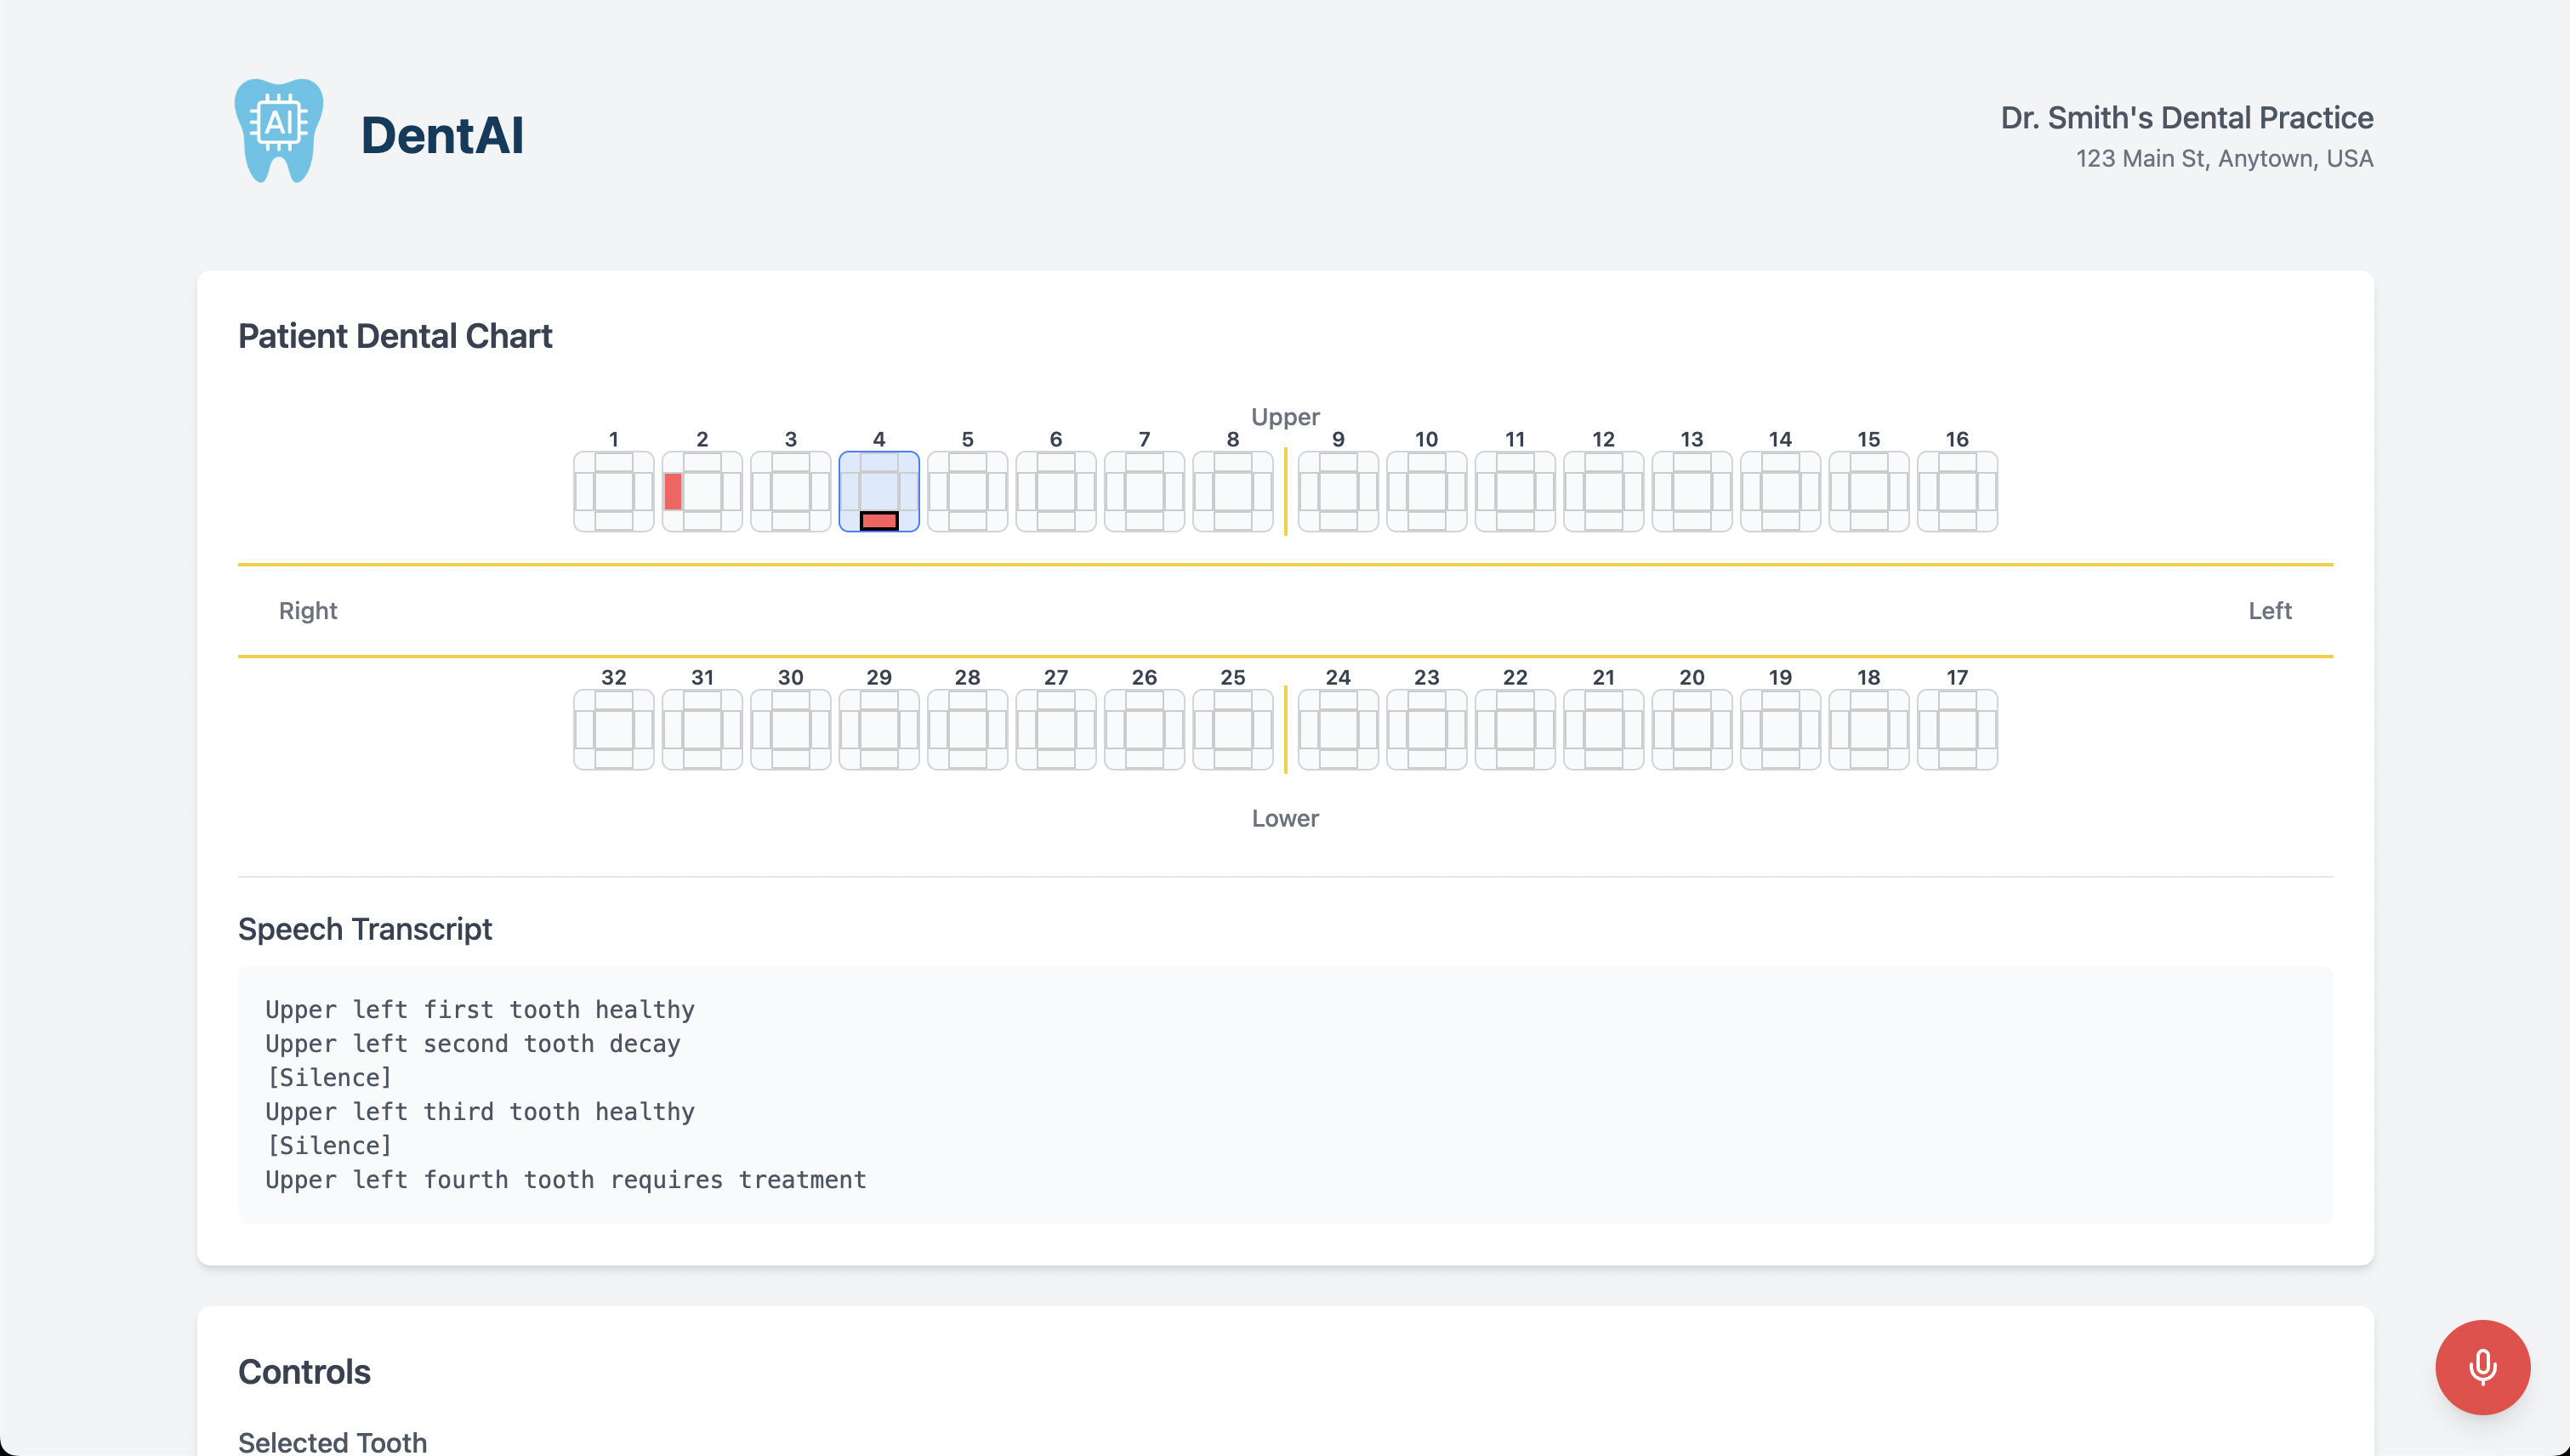 AI
DentAI
Dr. Smith's Dental Practice
123 Main St, Anytown, USA
Patient Dental Chart
Upper
1 2 3 4 5 6 7 8 9 10 11 12 13 14 15 16
Right Left
32 31 30 29 28 27 26 25 24 23 22 21 20 19 18 17
Lower
Speech Transcript
Upper left first tooth healthy
Upper left second tooth decay
[Silence]
Upper left third tooth healthy
[Silence]
Upper left fourth tooth requires treatment
Controls
Selected Tooth